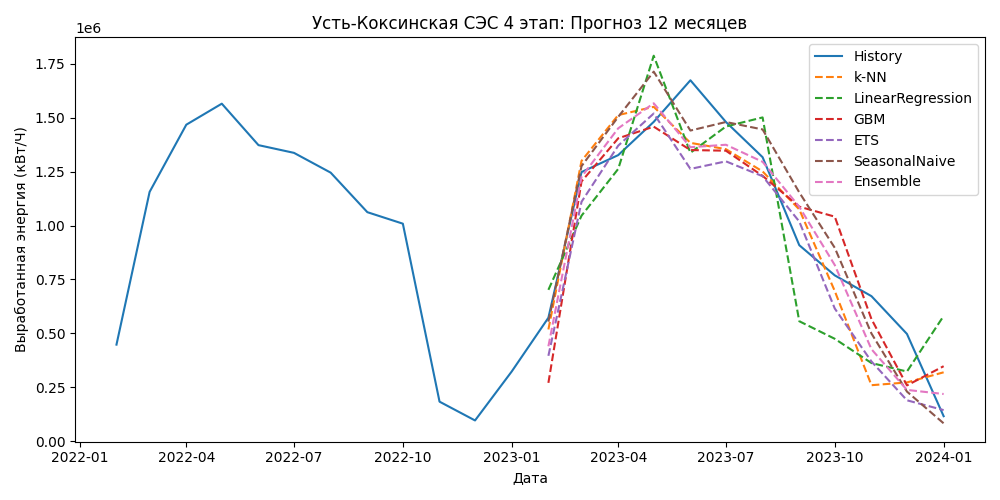 Усть-Коксинская СЭС 4 этап: Прогноз 12 месяцев
1e6
Выработанная энергия (кВт/Ч)
1.75
1.50
1.25
1.00
0.75
0.50
0.25
0.00
History
k-NN
LinearRegression
GBM
ETS
SeasonalNaive
Ensemble
2022-01
2022-04
2022-07
2022-10
2023-01
2023-04
2023-07
2023-10
2024-01
Дата